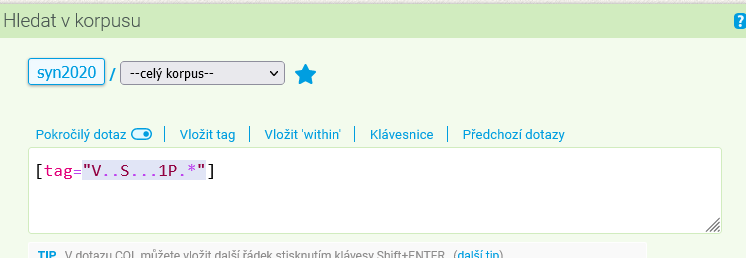 Hledat v korpusu
?
syn2020 / --celý korpus--
Pokročilý dotaz Vložit tag Vložit 'within' Klávesnice Předchozí dotazy
[tag="V..S...1P.*"]
TIP V dotazu CQL můžete vložit další řádek stisknutím klávesy Shift+ENTER. (další tip)